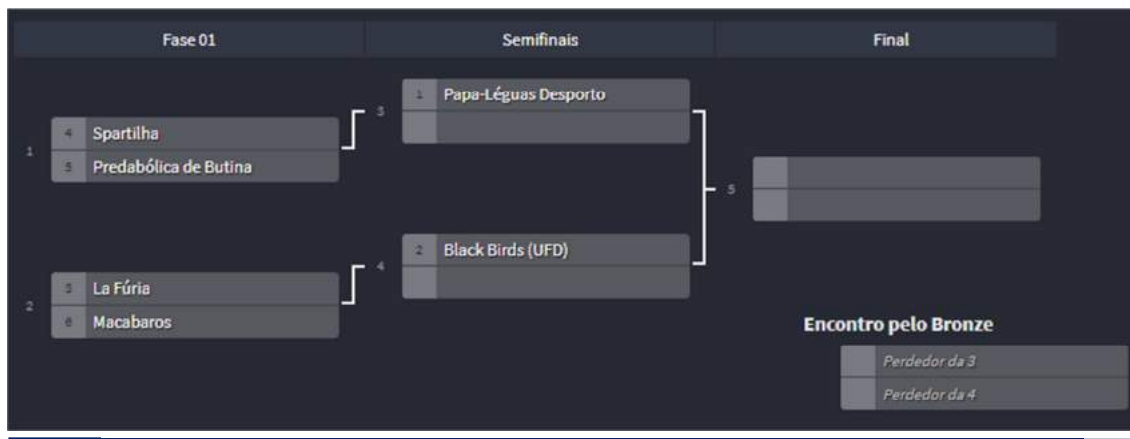 Fase 01
Semifinais
Final
1
4 Spartilha
5 Predabólica de Butina
2
3 La Fúria
6 Macabaros
3
1 Papa-Léguas Desporto
4
2 Black Birds (UFD)
5
Encontro pelo Bronze
Perdedor da 3
Perdedor da 4